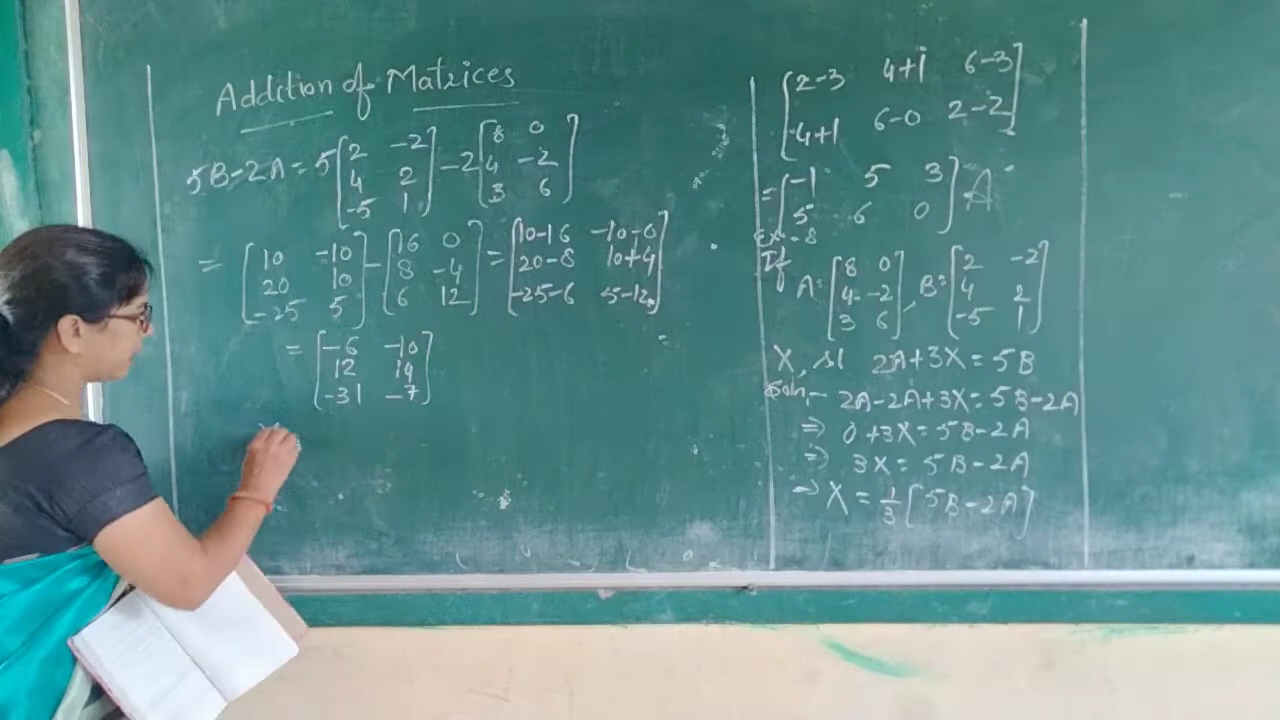 Addition of Matrices
5B-2A = 5 [2 -2; 4 2; -5 1] - 2 [8 0; 4 -2; 3 6]
= [10 -10; 20 10; -25 5] - [16 0; 8 -4; 6 12] = [10-16 -10-0; 20-8 10+4; -25-6 5-12]
= [-6 -10; 12 14; -31 -7]
[2-3 4+1 6-3; 4+1 6-0 2-2]
= [-1 5 3; 5 6 0] A
Ex-8
If A = [8 0; 4 -2; 3 6], B = [2 -2; 4 2; -5 1]
X, st 2A+3X = 5B
Soln,- 2A-2A+3X = 5B-2A
⇒ 0+3X = 5B-2A
⇒ 3X = 5B-2A
⇒ X = 1/3 [5B-2A]